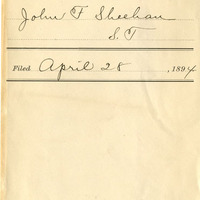 John F Sheehan
S. T
Filed April 28, 1894